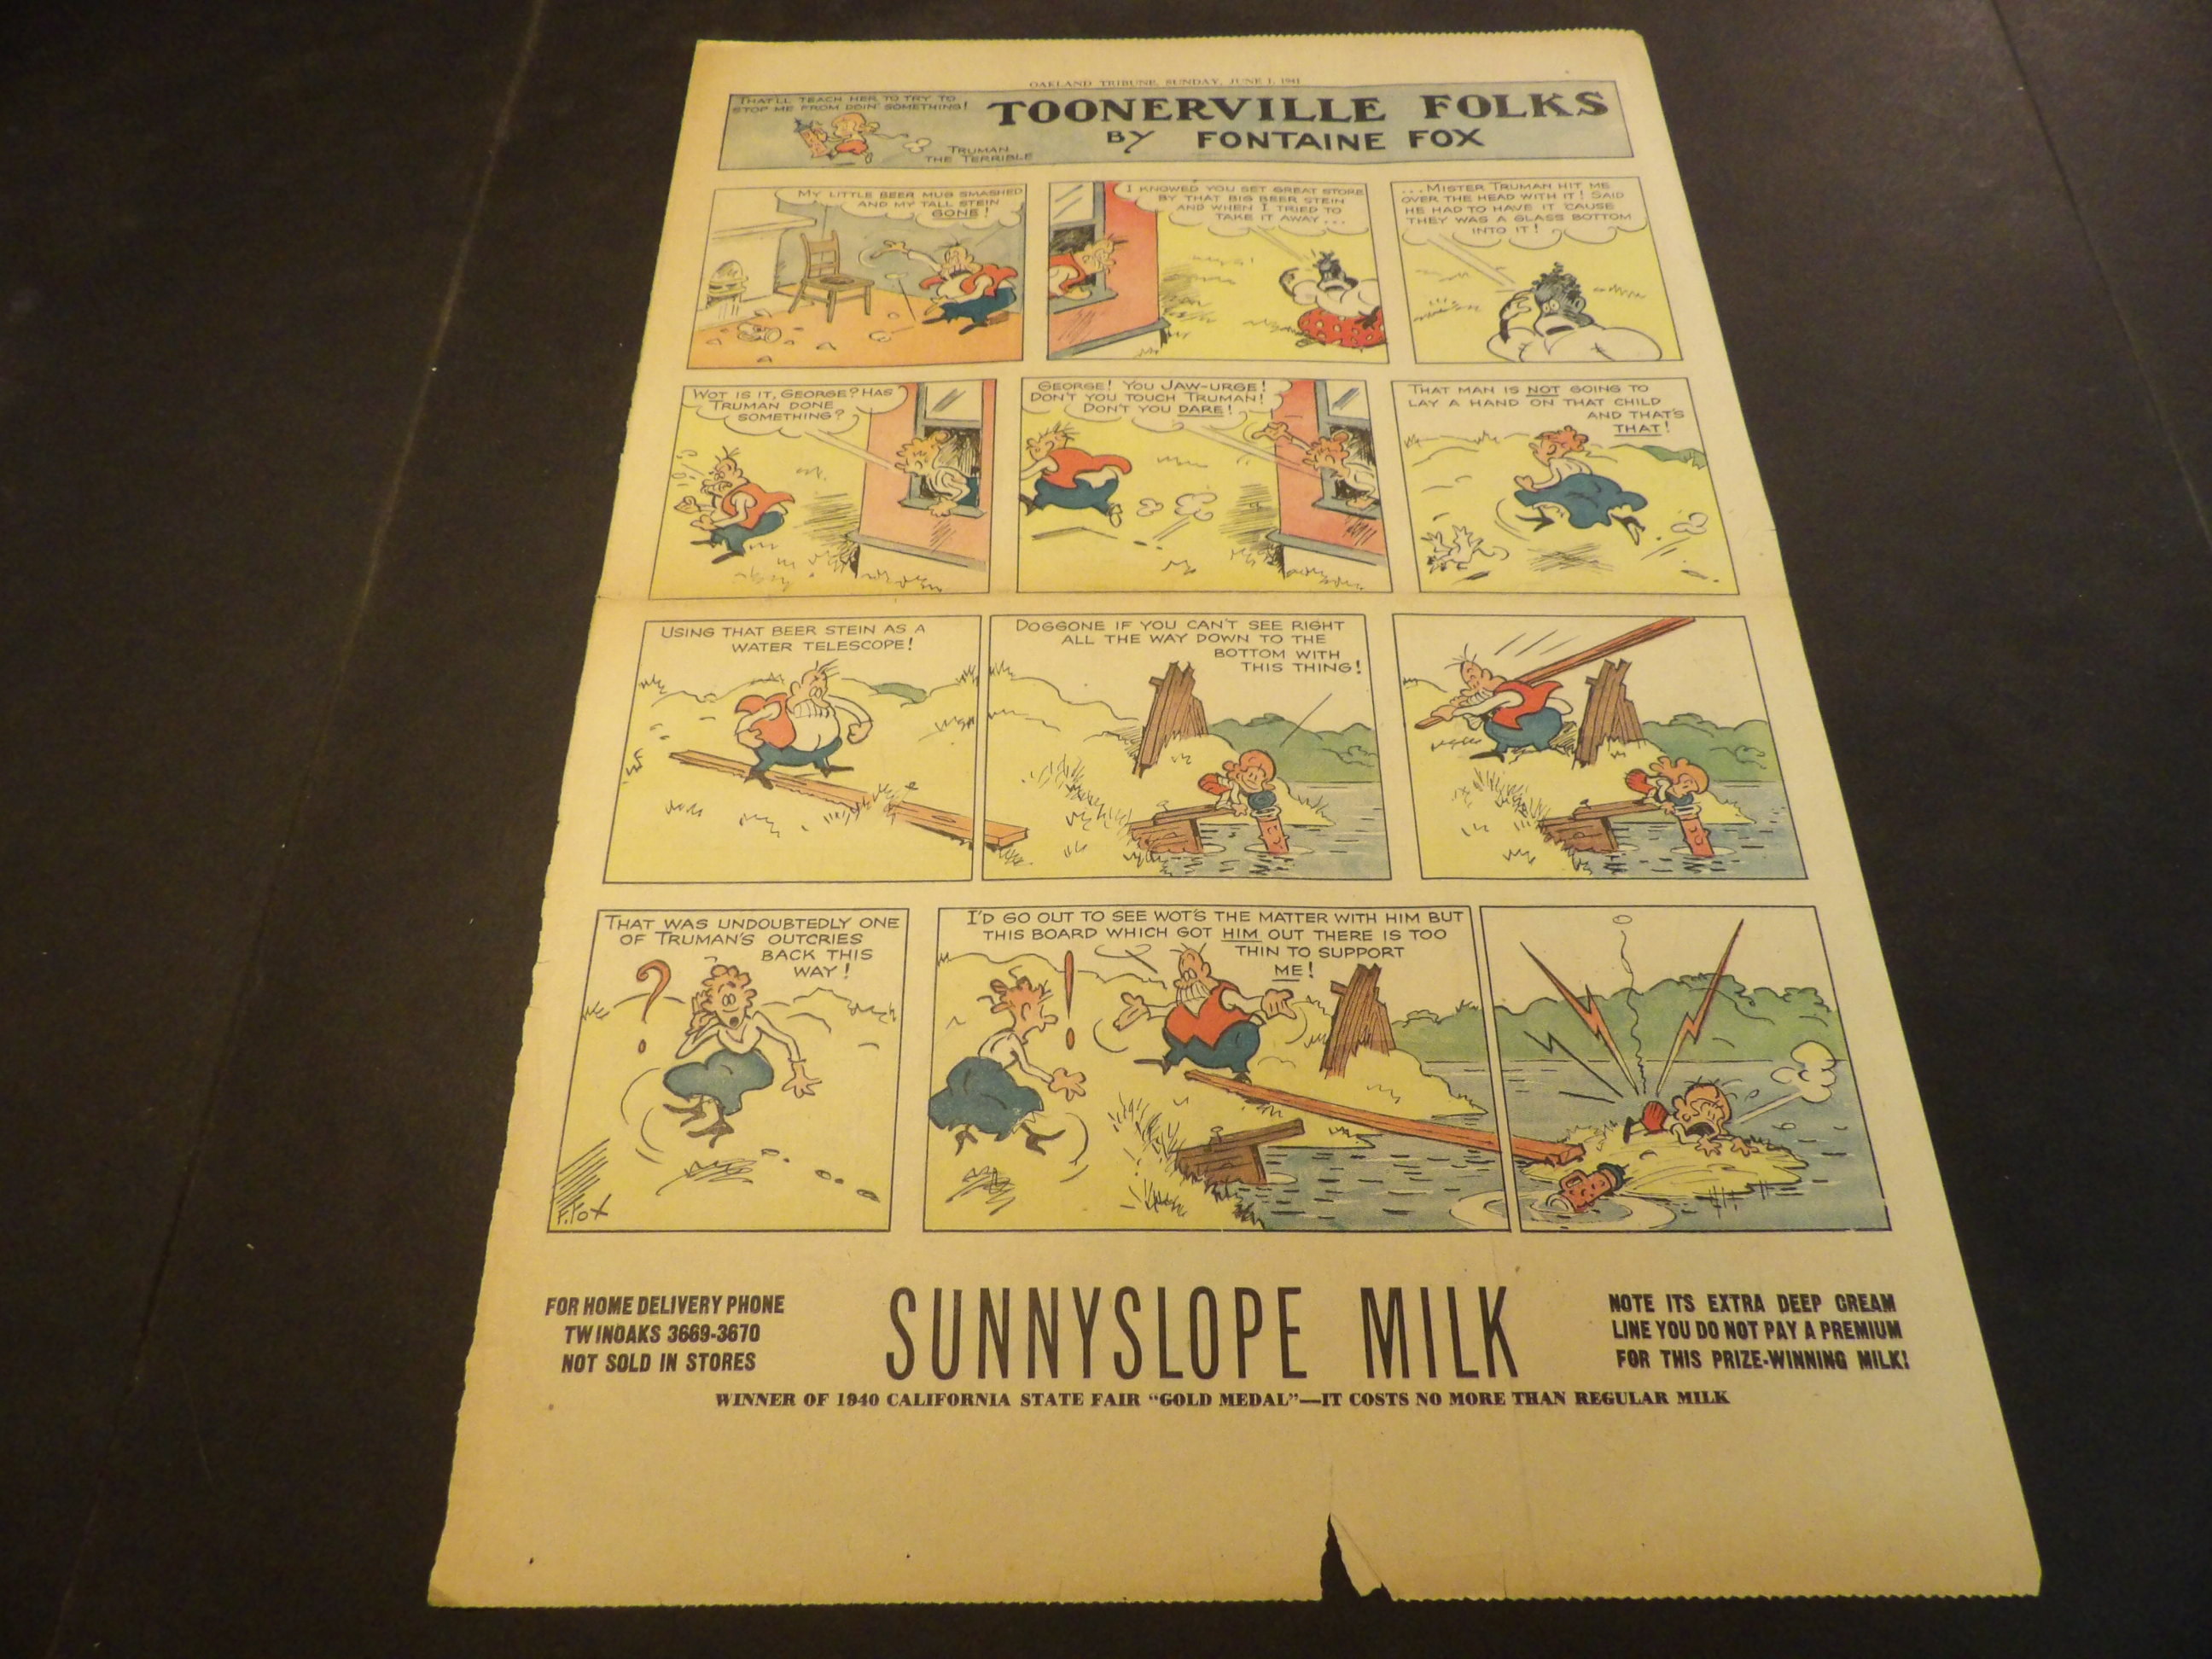 OAKLAND TRIBUNE, SUNDAY, JUNE 1, 1941
THAT'LL TEACH HER TO TRY TO
STOP ME FROM DOIN' SOMETHING!
TRUMAN
THE TERRIBLE
TOONERVILLE FOLKS
BY FONTAINE FOX
MY LITTLE BEER MUG SMASHED
AND MY TALL STEIN
GONE!
I KNOWED YOU SET GREAT STORE
BY THAT BIG BEER STEIN
AND WHEN I TRIED TO
TAKE IT AWAY...
...MISTER TRUMAN HIT ME
OVER THE HEAD WITH IT! SAID
HE HAD TO HAVE IT 'CAUSE
THEY WAS A GLASS BOTTOM
INTO IT!
WOT IS IT, GEORGE? HAS
TRUMAN DONE
SOMETHING?
GEORGE! YOU JAW-URGE!
DON'T YOU TOUCH TRUMAN!
DON'T YOU DARE!
THAT MAN IS NOT GOING TO
LAY A HAND ON THAT CHILD
AND THAT'S
THAT!
USING THAT BEER STEIN AS A
WATER TELESCOPE!
DOGGONE IF YOU CAN'T SEE RIGHT
ALL THE WAY DOWN TO THE
BOTTOM WITH
THIS THING!
THAT WAS UNDOUBTEDLY ONE
OF TRUMAN'S OUTCRIES
BACK THIS
WAY!
?
F. FOX
I'D GO OUT TO SEE WOT'S THE MATTER WITH HIM BUT
THIS BOARD WHICH GOT HIM OUT THERE IS TOO
THIN TO SUPPORT
ME!
!
FOR HOME DELIVERY PHONE
TWINOAKS 3669-3670
NOT SOLD IN STORES
SUNNYSLOPE MILK
NOTE ITS EXTRA DEEP CREAM
LINE YOU DO NOT PAY A PREMIUM
FOR THIS PRIZE-WINNING MILK!
WINNER OF 1940 CALIFORNIA STATE FAIR "GOLD MEDAL"—IT COSTS NO MORE THAN REGULAR MILK